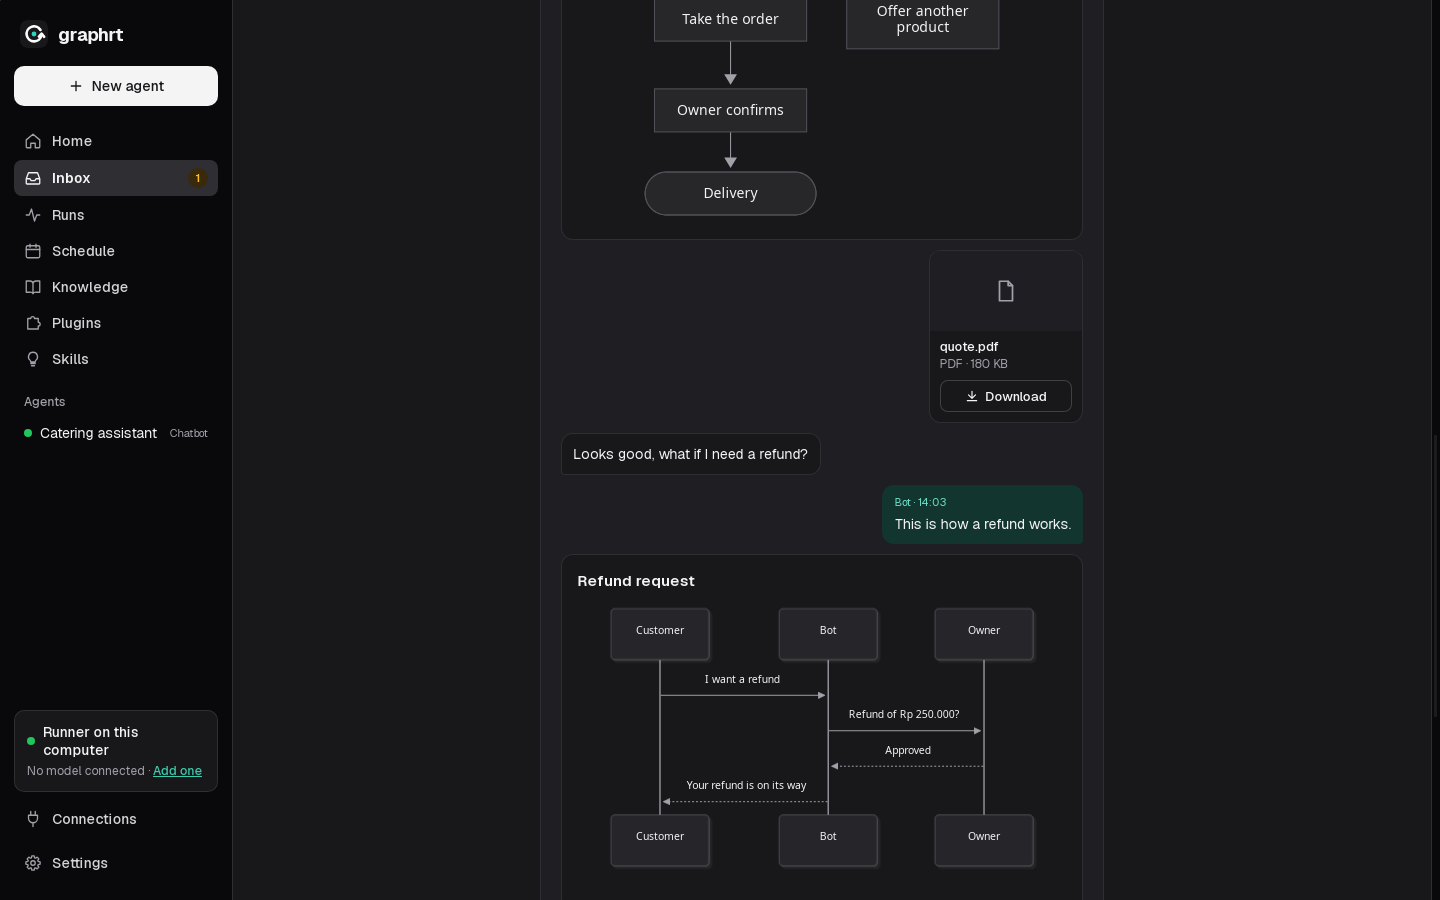 graphrt
New agent
Home
Inbox
1
Runs
Schedule
Knowledge
Plugins
Skills
Agents
Catering assistant
Chatbot
Runner on this
computer
No model connected · Add one
Connections
Settings
Take the order
Offer another
product
Owner confirms
Delivery
quote.pdf
PDF · 180 KB
Download
Looks good, what if I need a refund?
Bot · 14:03
This is how a refund works.
Refund request
Customer
Bot
Owner
I want a refund
Refund of Rp 250.000?
Approved
Your refund is on its way
Customer
Bot
Owner